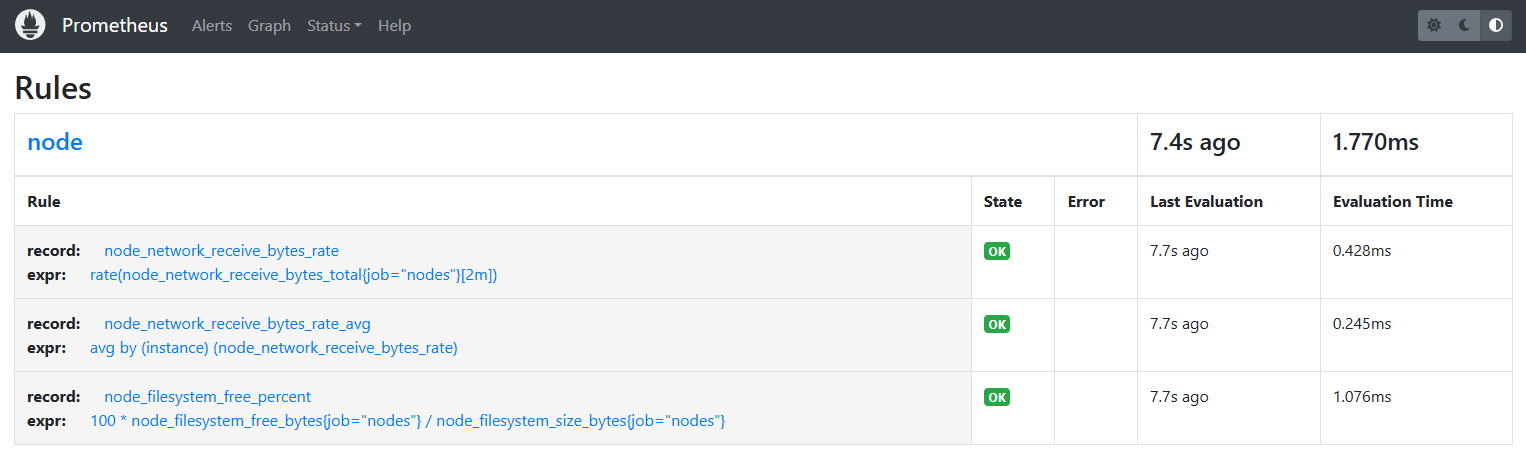 Prometheus Alerts Graph Status Help
Rules
node 7.4s ago 1.770ms
Rule State Error Last Evaluation Evaluation Time
record: node_network_receive_bytes_rate OK 7.7s ago 0.428ms
expr: rate(node_network_receive_bytes_total{job="nodes"}[2m])
record: node_network_receive_bytes_rate_avg OK 7.7s ago 0.245ms
expr: avg by (instance) (node_network_receive_bytes_rate)
record: node_filesystem_free_percent OK 7.7s ago 1.076ms
expr: 100 * node_filesystem_free_bytes{job="nodes"} / node_filesystem_size_bytes{job="nodes"}